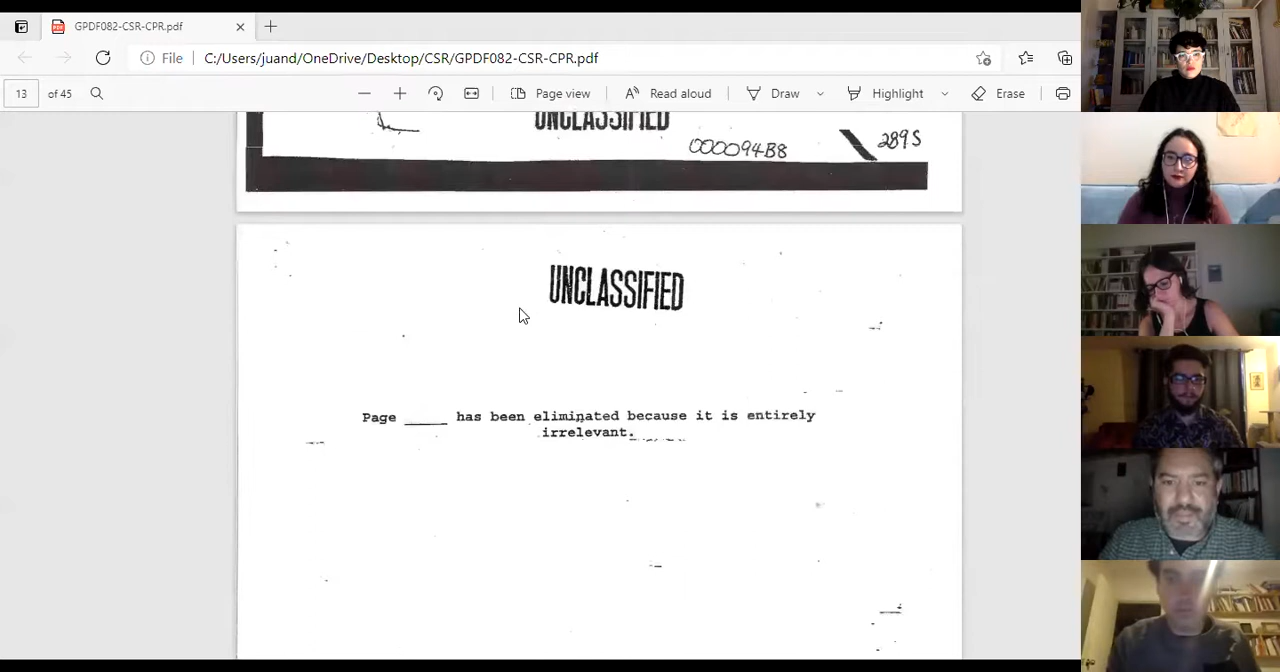 GPDF082-CSR-CPR.pdf
File C:/Users/juand/OneDrive/Desktop/CSR/GPDF082-CSR-CPR.pdf
13 of 45 Page view Read aloud Draw Highlight Erase
UNCLASSIFIED
000094B8 289S
UNCLASSIFIED
Page _____ has been eliminated because it is entirely
irrelevant.